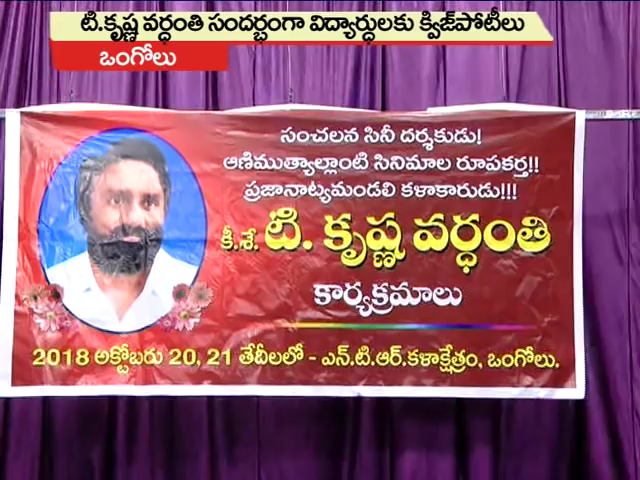 టి.కృష్ణ వర్ధంతి సందర్భంగా విద్యార్ధులకు క్విజ్‌పోటీలు
ఒంగోలు
సంచలన సినీ దర్శకుడు!
ఆణిముత్యాల్లాంటి సినిమాల రూపకర్త!!
ప్రజానాట్యమండలి కళాకారుడు!!!
కీ.శే. టి. కృష్ణ వర్ధంతి
కార్యక్రమాలు
2018 అక్టోబరు 20, 21 తేదీలలో - ఎన్.టి.ఆర్.కళాక్షేత్రం, ఒంగోలు.